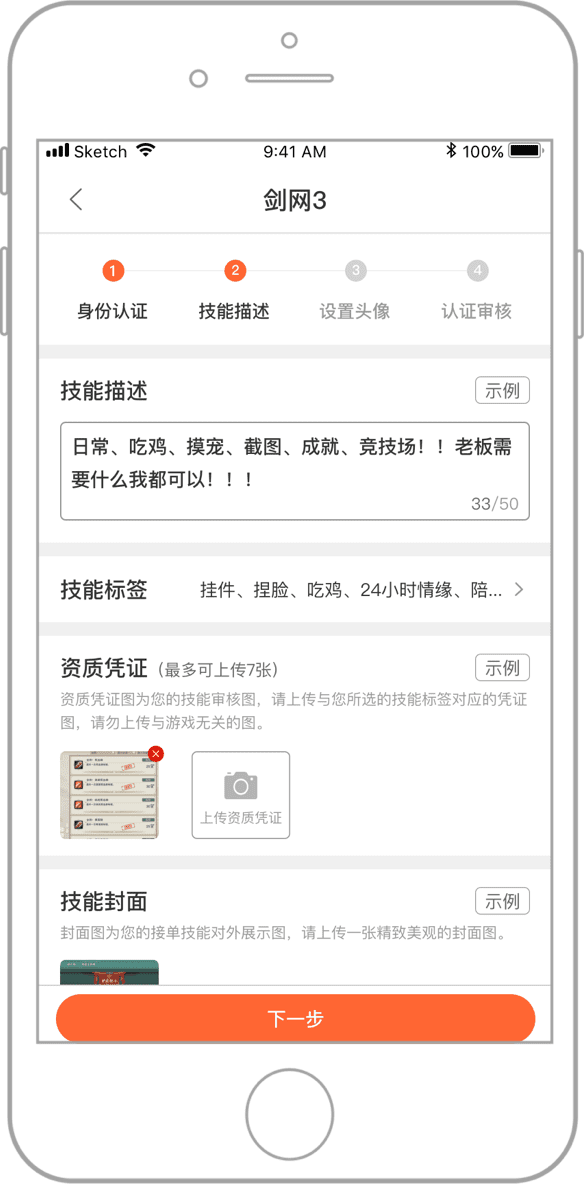 Sketch 9:41 AM 100%
剑网3
1 2 3 4
身份认证 技能描述 设置头像 认证审核
技能描述 示例
日常、吃鸡、摸宠、截图、成就、竞技场！！老板需
要什么我都可以！！！
33/50
技能标签 挂件、捏脸、吃鸡、24小时情缘、陪...
资质凭证（最多可上传7张） 示例
资质凭证图为您的技能审核图，请上传与您所选的技能标签对应的凭证
图，请勿上传与游戏无关的图。
上传资质凭证
技能封面 示例
封面图为您的接单技能对外展示图，请上传一张精致美观的封面图。
下一步